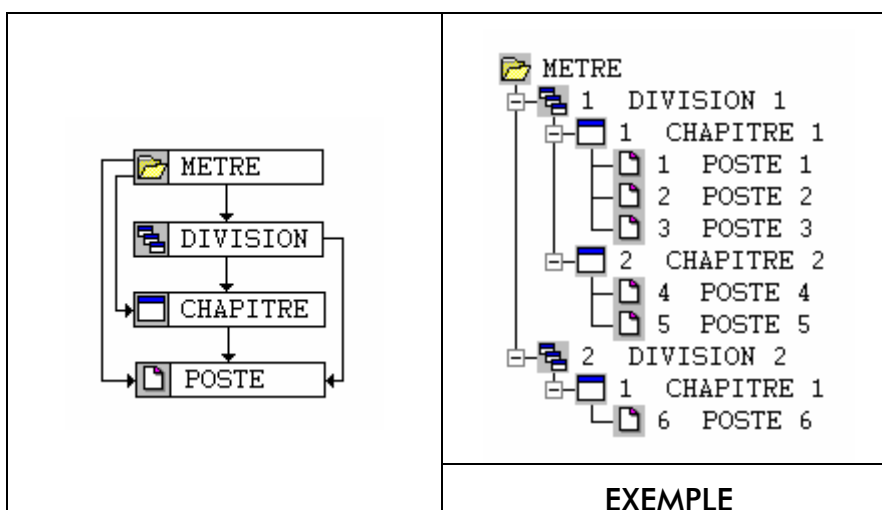 METRE
DIVISION
CHAPITRE
POSTE
METRE
1 DIVISION 1
1 CHAPITRE 1
1 POSTE 1
2 POSTE 2
3 POSTE 3
2 CHAPITRE 2
4 POSTE 4
5 POSTE 5
2 DIVISION 2
1 CHAPITRE 1
6 POSTE 6
EXEMPLE